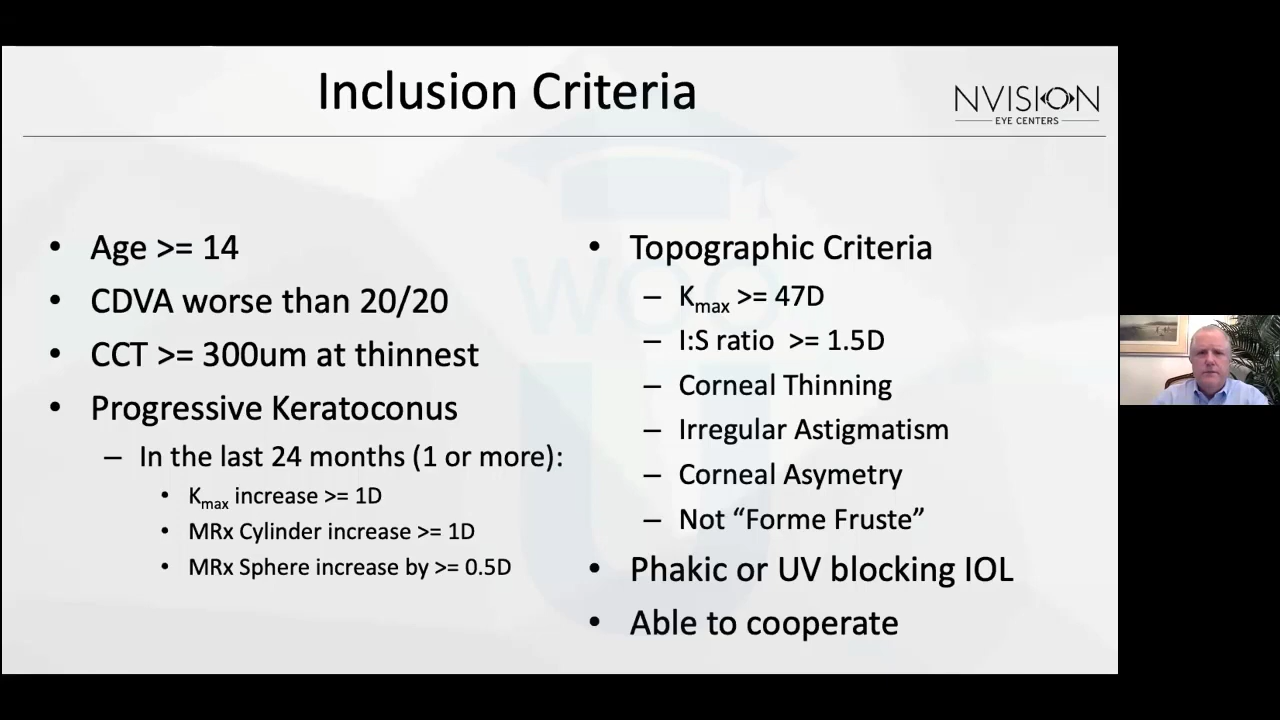 Inclusion Criteria
NVISION
EYE CENTERS
• Age >= 14
• CDVA worse than 20/20
• CCT >= 300um at thinnest
• Progressive Keratoconus
– In the last 24 months (1 or more):
• Kmax increase >= 1D
• MRx Cylinder increase >= 1D
• MRx Sphere increase by >= 0.5D
• Topographic Criteria
– Kmax >= 47D
– I:S ratio >= 1.5D
– Corneal Thinning
– Irregular Astigmatism
– Corneal Asymetry
– Not “Forme Fruste”
• Phakic or UV blocking IOL
• Able to cooperate
WOO
U